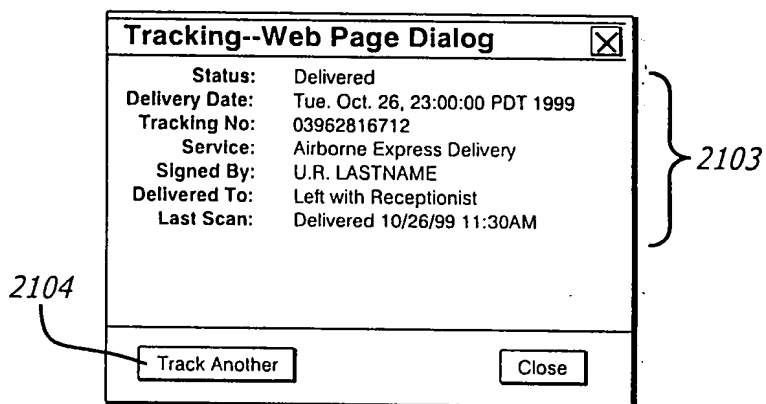 Tracking--Web Page Dialog
Status: Delivered
Delivery Date: Tue. Oct. 26, 23:00:00 PDT 1999
Tracking No: 03962816712
Service: Airborne Express Delivery
Signed By: U.R. LASTNAME
Delivered To: Left with Receptionist
Last Scan: Delivered 10/26/99 11:30AM
2103
2104
Track Another
Close